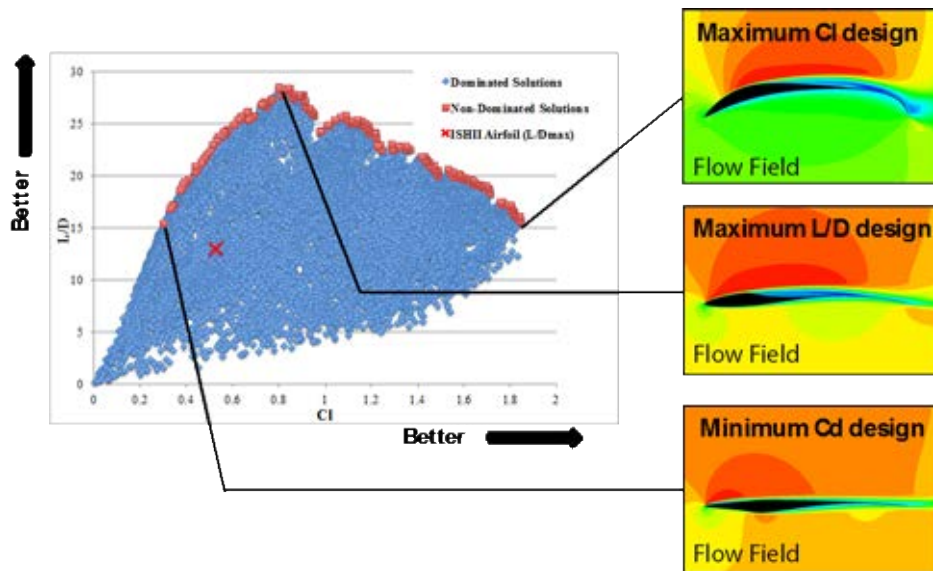 Better
L/D
30
25
20
15
10
5
0
0
0.2
0.4
0.6
0.8
1
1.2
1.4
1.6
1.8
2
Cl
Better
Dominated Solutions
Non-Dominated Solutions
ISHII Airfoil (L/Dmax)
Maximum Cl design
Flow Field
Maximum L/D design
Flow Field
Minimum Cd design
Flow Field